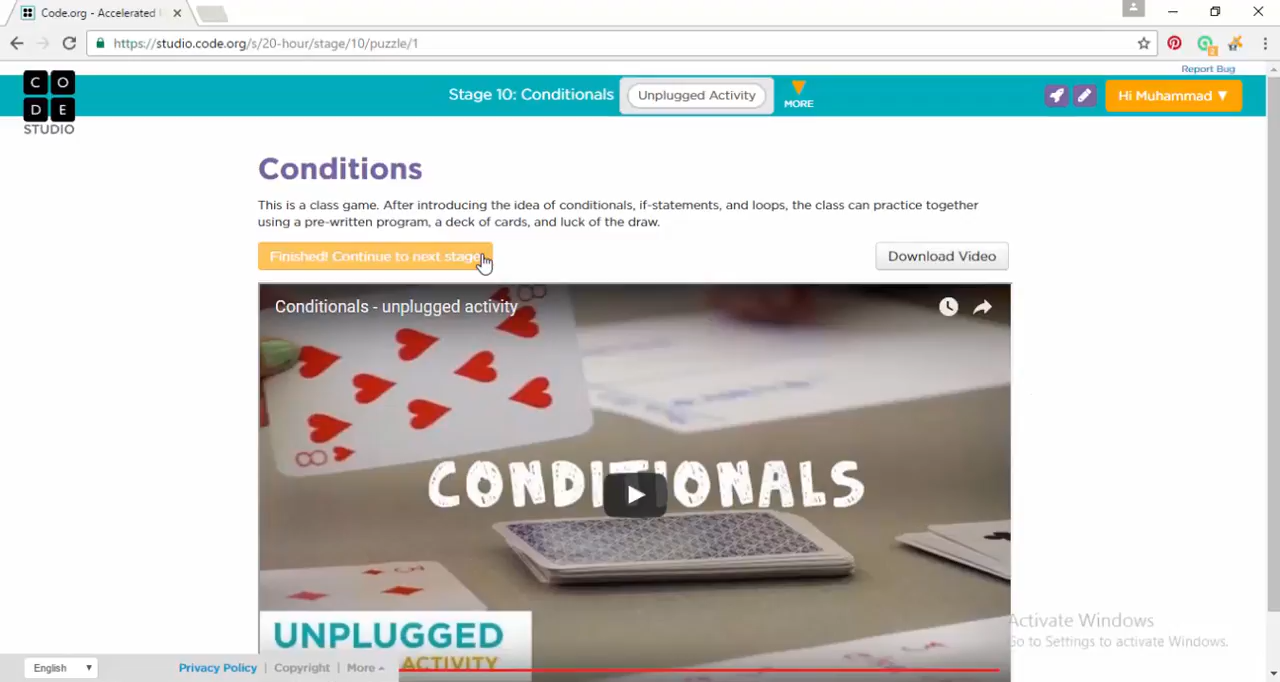 Code.org - Accelerated
https://studio.code.org/s/20-hour/stage/10/puzzle/1
Report Bug
CODE
STUDIO
Stage 10: Conditionals
Unplugged Activity
MORE
Hi Muhammad ▼
Conditions
This is a class game. After introducing the idea of conditionals, if-statements, and loops, the class can practice together
using a pre-written program, a deck of cards, and luck of the draw.
Finished! Continue to next stage
Download Video
Conditionals - unplugged activity
8
8
CONDITIONALS
3
UNPLUGGED
ACTIVITY
Activate Windows
Go to Settings to activate Windows.
English
Privacy Policy | Copyright | More